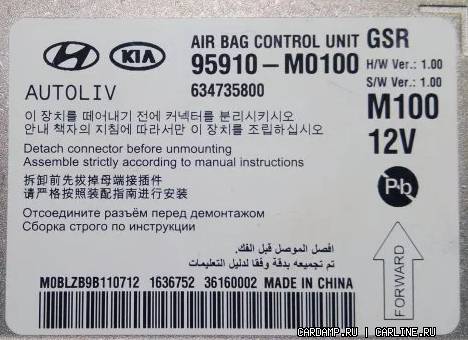 HYUNDAI KIA AIR BAG CONTROL UNIT GSR
95910-M0100 H/W Ver.: 1.00
AUTOLIV 634735800 S/W Ver.: 1.00
이 장치를 떼어내기 전에 커넥터를 분리시키시오
안내 책자의 지침에 따라서만 이 장치를 조립하십시오
M100
12V
Detach connector before unmounting
Assemble strictly according to manual instructions
Pb
拆卸前先拔掉母端接插件
请严格按照装配指南进行安装
Отсоедините разъём перед демонтажом
Сборка строго по инструкции
افصل الموصل قبل الفك.
تم تجميعه بدقة وفقا لدليل التعليمات
FORWARD
M0BLZB9B110712 1636752 36160002 MADE IN CHINA
CARDAMP.RU | CARLINE.RU